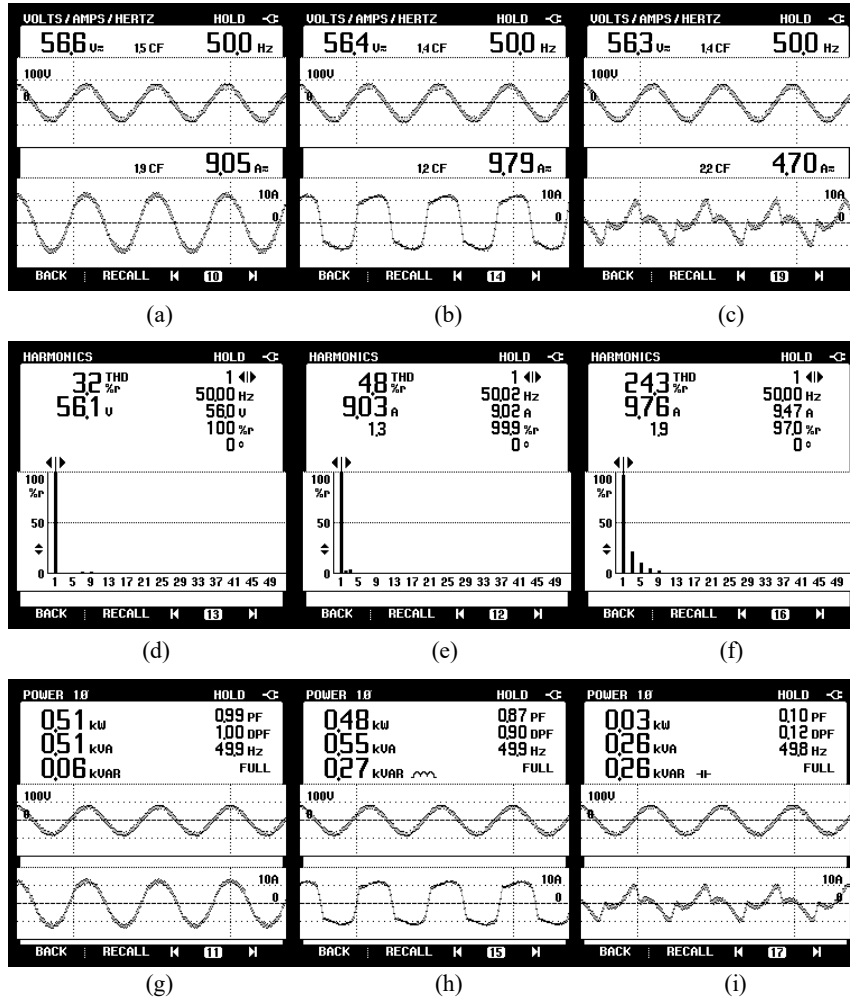 VOLTS/AMPS/HERTZ HOLD
56.6 V≂ 1.5 CF 50.0 Hz
100V
0
1.9 CF 9.05 A≂
10A
0
BACK RECALL 10
(a)
VOLTS/AMPS/HERTZ HOLD
56.4 V≂ 1.4 CF 50.0 Hz
100V
0
1.2 CF 9.79 A≂
10A
0
BACK RECALL 14
(b)
VOLTS/AMPS/HERTZ HOLD
56.3 V≂ 1.4 CF 50.0 Hz
100V
0
2.2 CF 4.70 A≂
10A
0
BACK RECALL 19
(c)
HARMONICS HOLD
3.2 THD %r 1
56.1 V 50.00 Hz
56.0 V
100 %r
0 °
100
%r
50
0
1 5 9 13 17 21 25 29 33 37 41 45 49
BACK RECALL 13
(d)
HARMONICS HOLD
4.8 THD %r 1
9.03 A 50.02 Hz
1.3 9.02 A
99.9 %r
0 °
100
%r
50
0
1 5 9 13 17 21 25 29 33 37 41 45 49
BACK RECALL 12
(e)
HARMONICS HOLD
24.3 THD %r 1
9.76 A 50.00 Hz
1.9 9.47 A
97.0 %r
0 °
100
%r
50
0
1 5 9 13 17 21 25 29 33 37 41 45 49
BACK RECALL 16
(f)
POWER 1Ø HOLD
0.51 kW 0.99 PF
0.51 kVA 1.00 DPF
0.06 kVAR 49.9 Hz
FULL
100V
0
10A
0
BACK RECALL 11
(g)
POWER 1Ø HOLD
0.48 kW 0.87 PF
0.55 kVA 0.90 DPF
0.27 kVAR 49.9 Hz
FULL
100V
0
10A
0
BACK RECALL 15
(h)
POWER 1Ø HOLD
0.03 kW 0.10 PF
0.26 kVA 0.12 DPF
0.26 kVAR 49.8 Hz
FULL
100V
0
10A
0
BACK RECALL 17
(i)